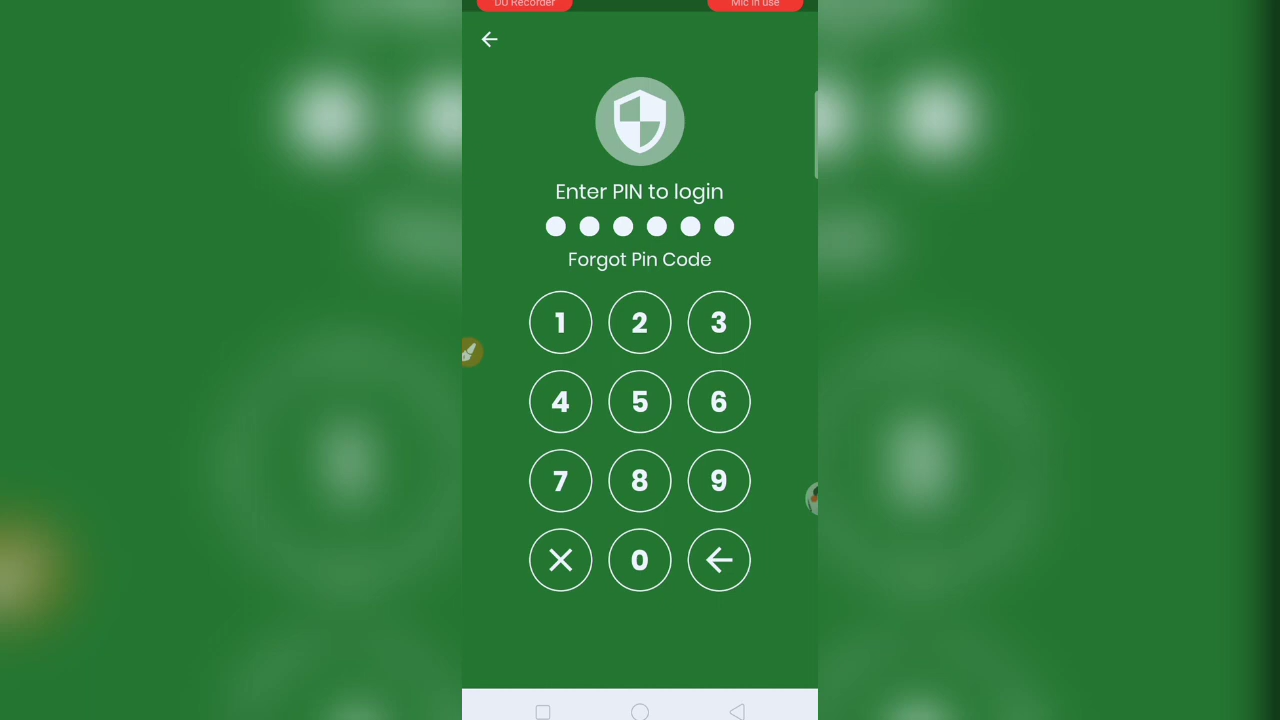 DU Recorder
Mic in use
Enter PIN to login
Forgot Pin Code
1 2 3
4 5 6
7 8 9
0